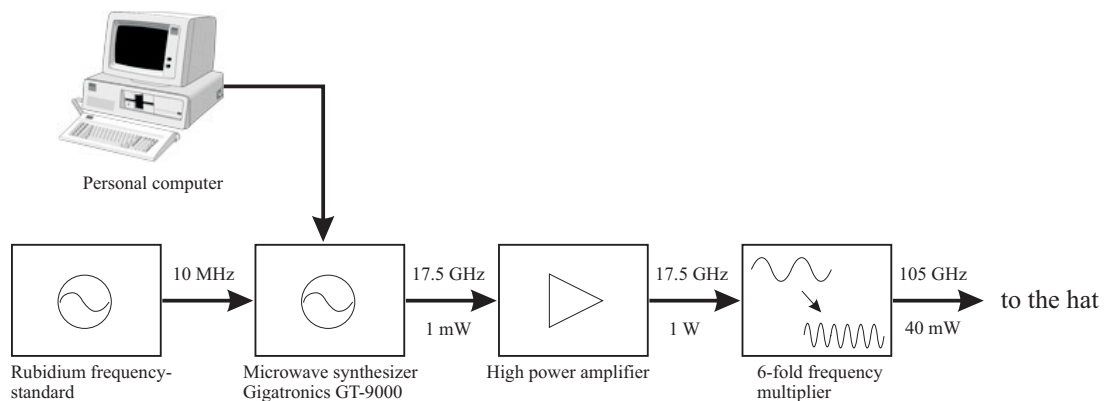 Personal computer
10 MHz
17.5 GHz
17.5 GHz
105 GHz
to the hat
1 mW
1 W
40 mW
Rubidium frequency-
standard
Microwave synthesizer
Gigatronics GT-9000
High power amplifier
6-fold frequency
multiplier